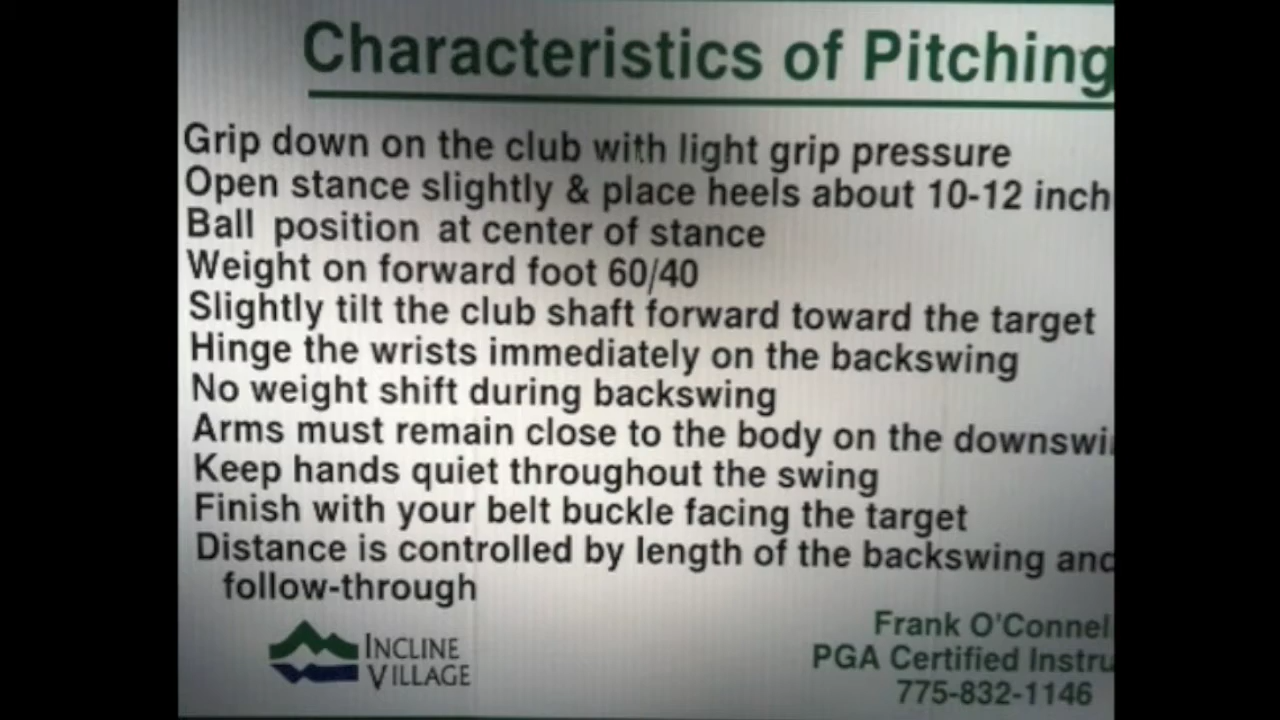 Characteristics of Pitching
Grip down on the club with light grip pressure
Open stance slightly & place heels about 10-12 inch
Ball position at center of stance
Weight on forward foot 60/40
Slightly tilt the club shaft forward toward the target
Hinge the wrists immediately on the backswing
No weight shift during backswing
Arms must remain close to the body on the downswi
Keep hands quiet throughout the swing
Finish with your belt buckle facing the target
Distance is controlled by length of the backswing and
follow-through
INCLINE
VILLAGE
Frank O'Connel
PGA Certified Instru
775-832-1146